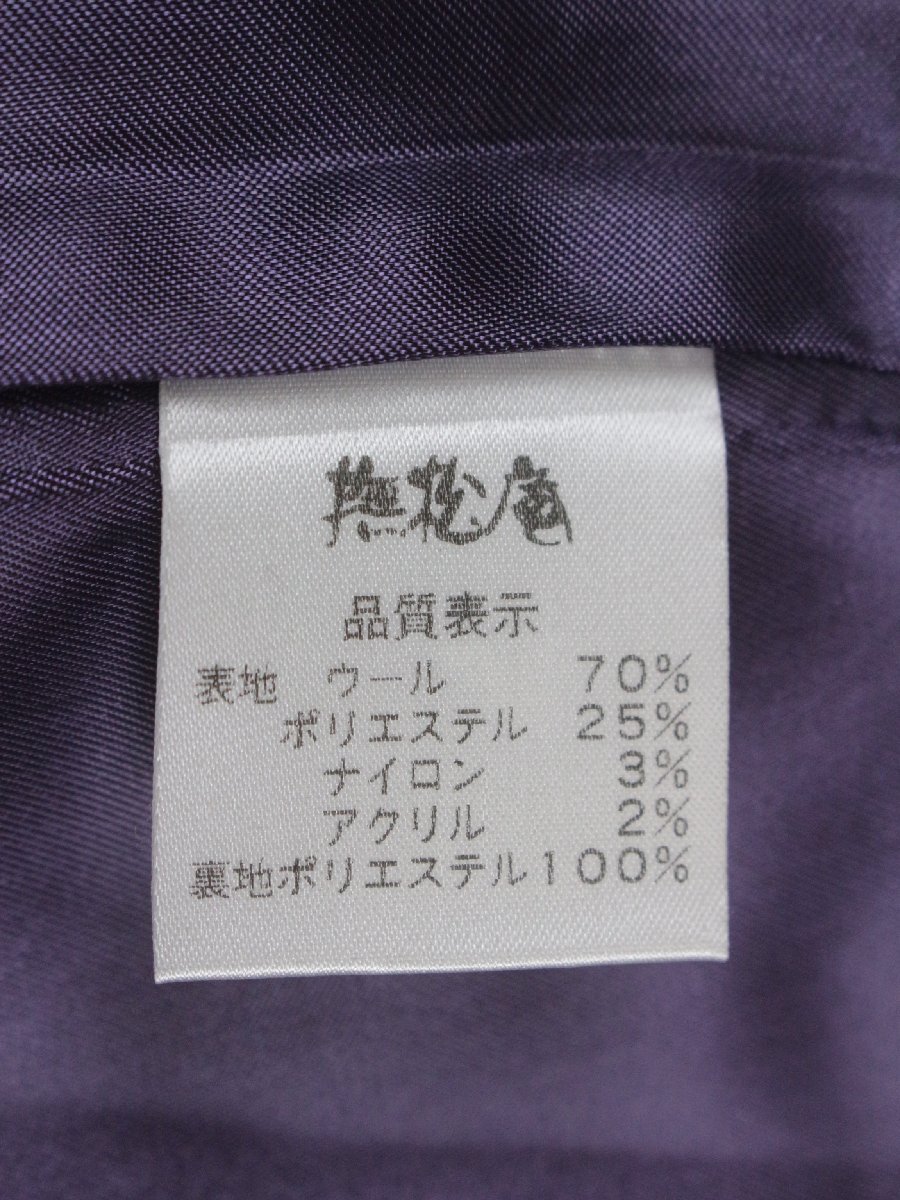 撫松庵
品質表示
表地 ウール 70%
ポリエステル 25%
ナイロン 3%
アクリル 2%
裏地ポリエステル100%